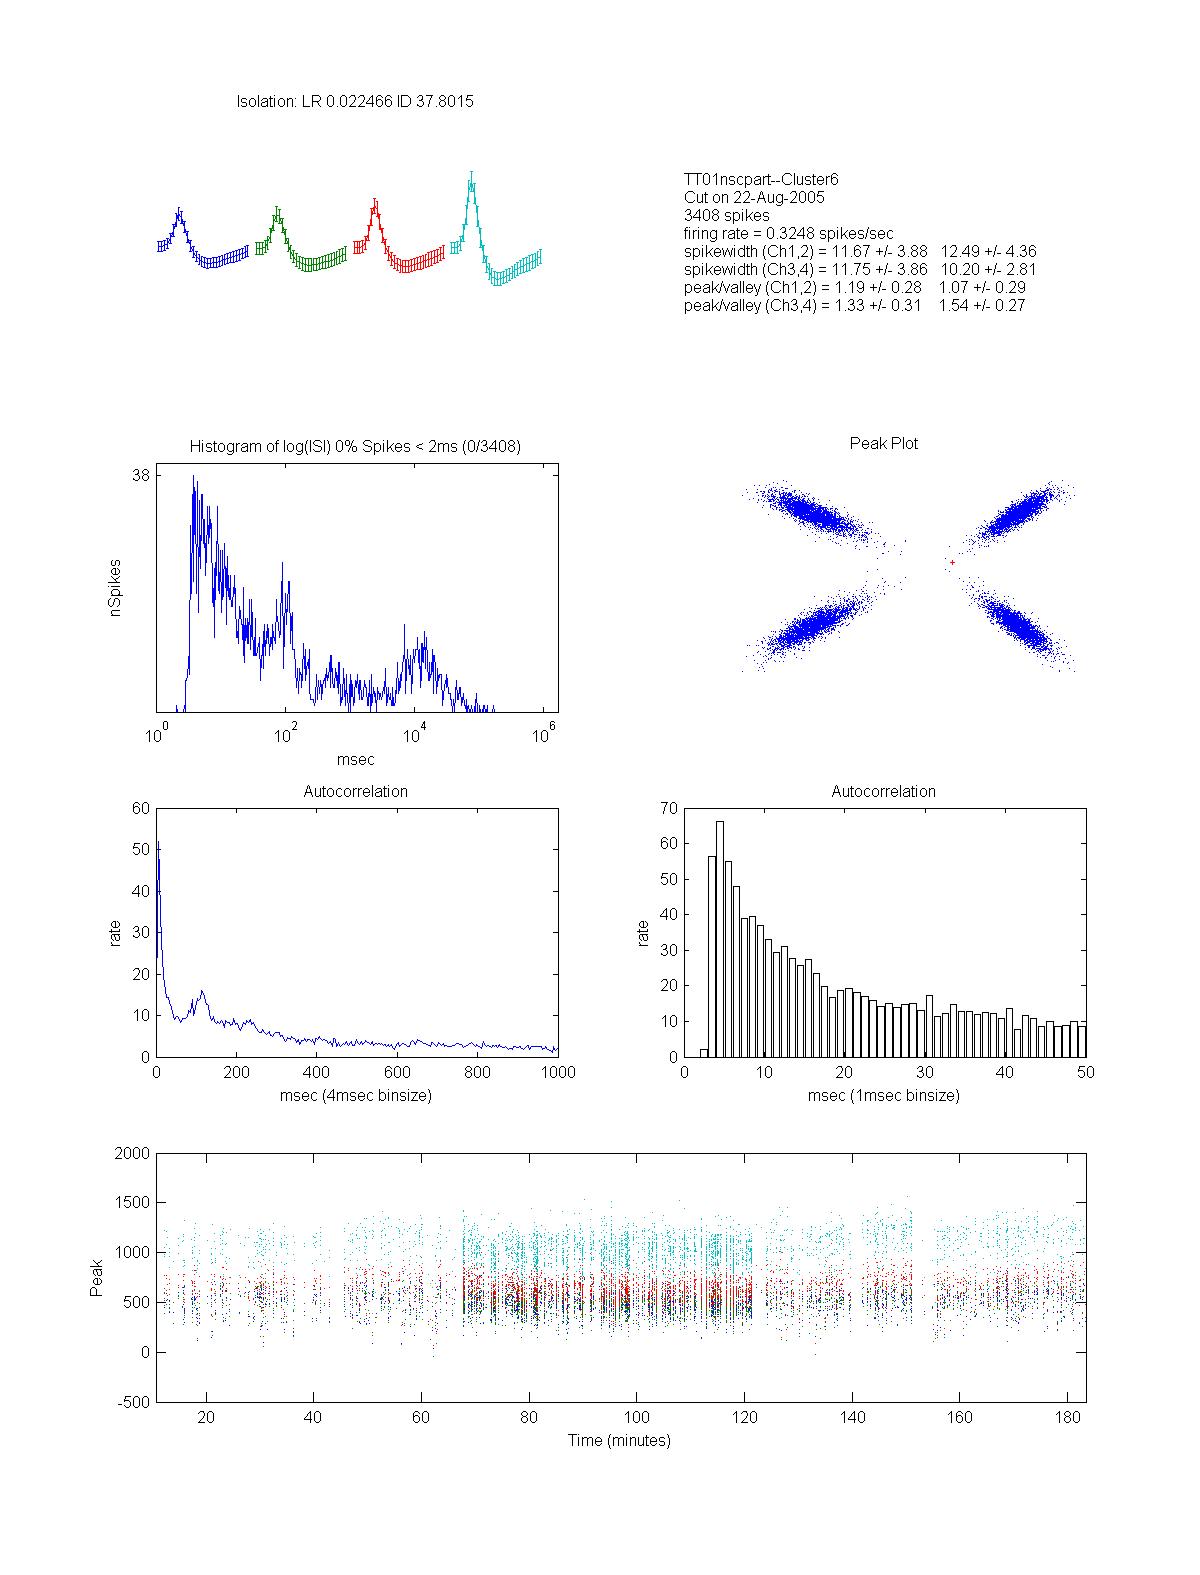 Isolation: LR 0.022466 ID 37.8015
TT01nscpart--Cluster6
Cut on 22-Aug-2005
3408 spikes
firing rate = 0.3248 spikes/sec
spikewidth (Ch1,2) = 11.67 +/- 3.88 12.49 +/- 4.36
spikewidth (Ch3,4) = 11.75 +/- 3.86 10.20 +/- 2.81
peak/valley (Ch1,2) = 1.19 +/- 0.28 1.07 +/- 0.29
peak/valley (Ch3,4) = 1.33 +/- 0.31 1.54 +/- 0.27
Histogram of log(ISI) 0% Spikes < 2ms (0/3408)
38
nSpikes
10^0 10^2 10^4 10^6
msec
Peak Plot
Autocorrelation
60
50
40
30
20
10
0
rate
0 200 400 600 800 1000
msec (4msec binsize)
Autocorrelation
70
60
50
40
30
20
10
0
rate
0 10 20 30 40 50
msec (1msec binsize)
2000
1500
1000
500
0
-500
Peak
20 40 60 80 100 120 140 160 180
Time (minutes)